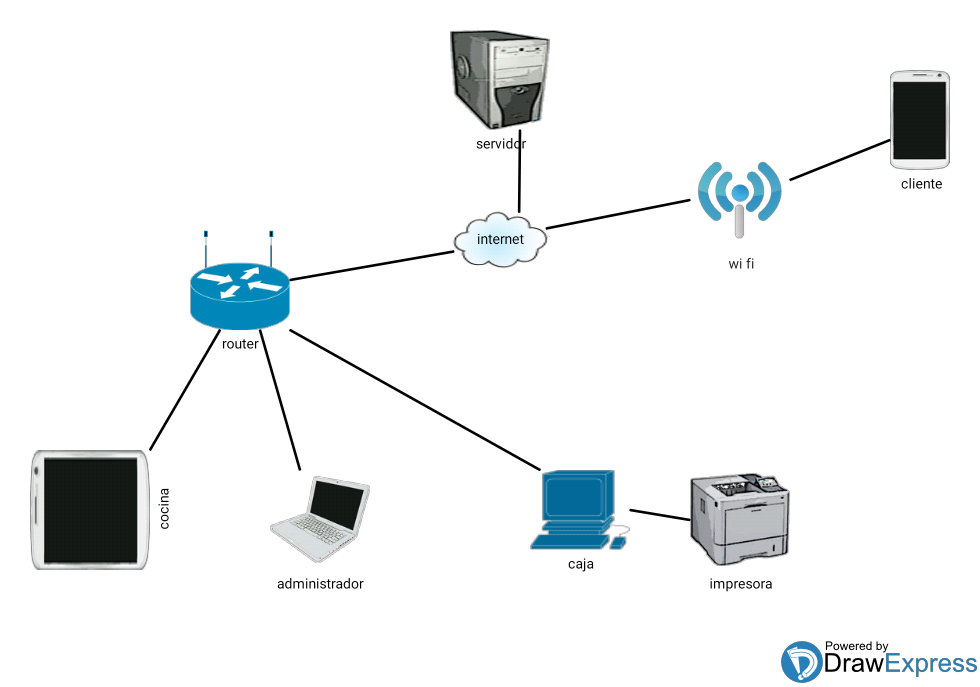 servidor
cliente
internet
wi fi
router
cocina
administrador
caja
impresora
Powered by
DrawExpress